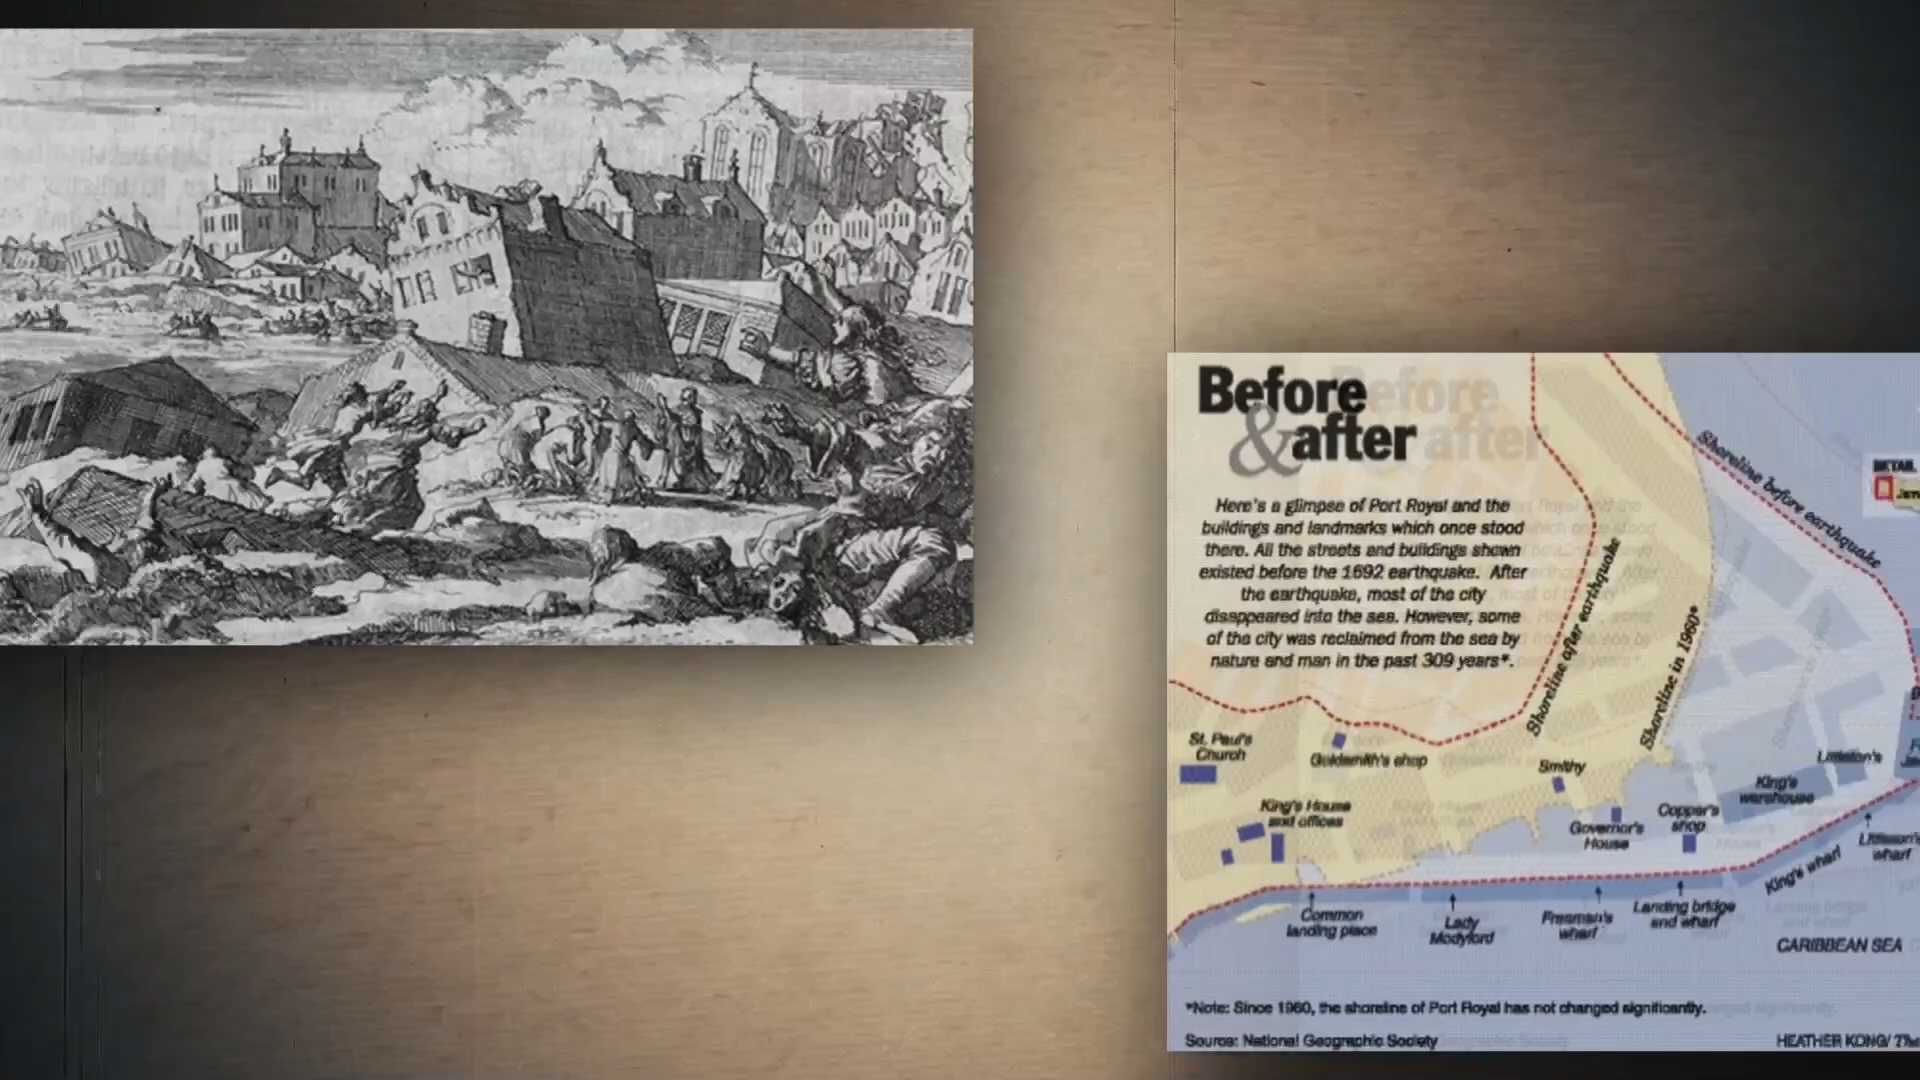 Before
& after
Here's a glimpse of Port Royal and the
buildings and landmarks which once stood
there. All the streets and buildings shown
existed before the 1692 earthquake. After
the earthquake, most of the city
disappeared into the sea. However, some
of the city was reclaimed from the sea by
nature and man in the past 309 years*.
Shoreline before earthquake
Shoreline after earthquake
Shoreline in 1960*
DETAIL
St. Paul's
Church
Goldsmith's shop
King's House
and offices
Smithy
Governor's
House
Copper's
shop
King's
warehouse
Littleton's
Littleton's
wharf
King's wharf
Common
landing place
Lady
Modyford
Freeman's
wharf
Landing bridge
and wharf
CARIBBEAN SEA
*Note: Since 1960, the shoreline of Port Royal has not changed significantly.
Source: National Geographic Society
HEATHER KONG/